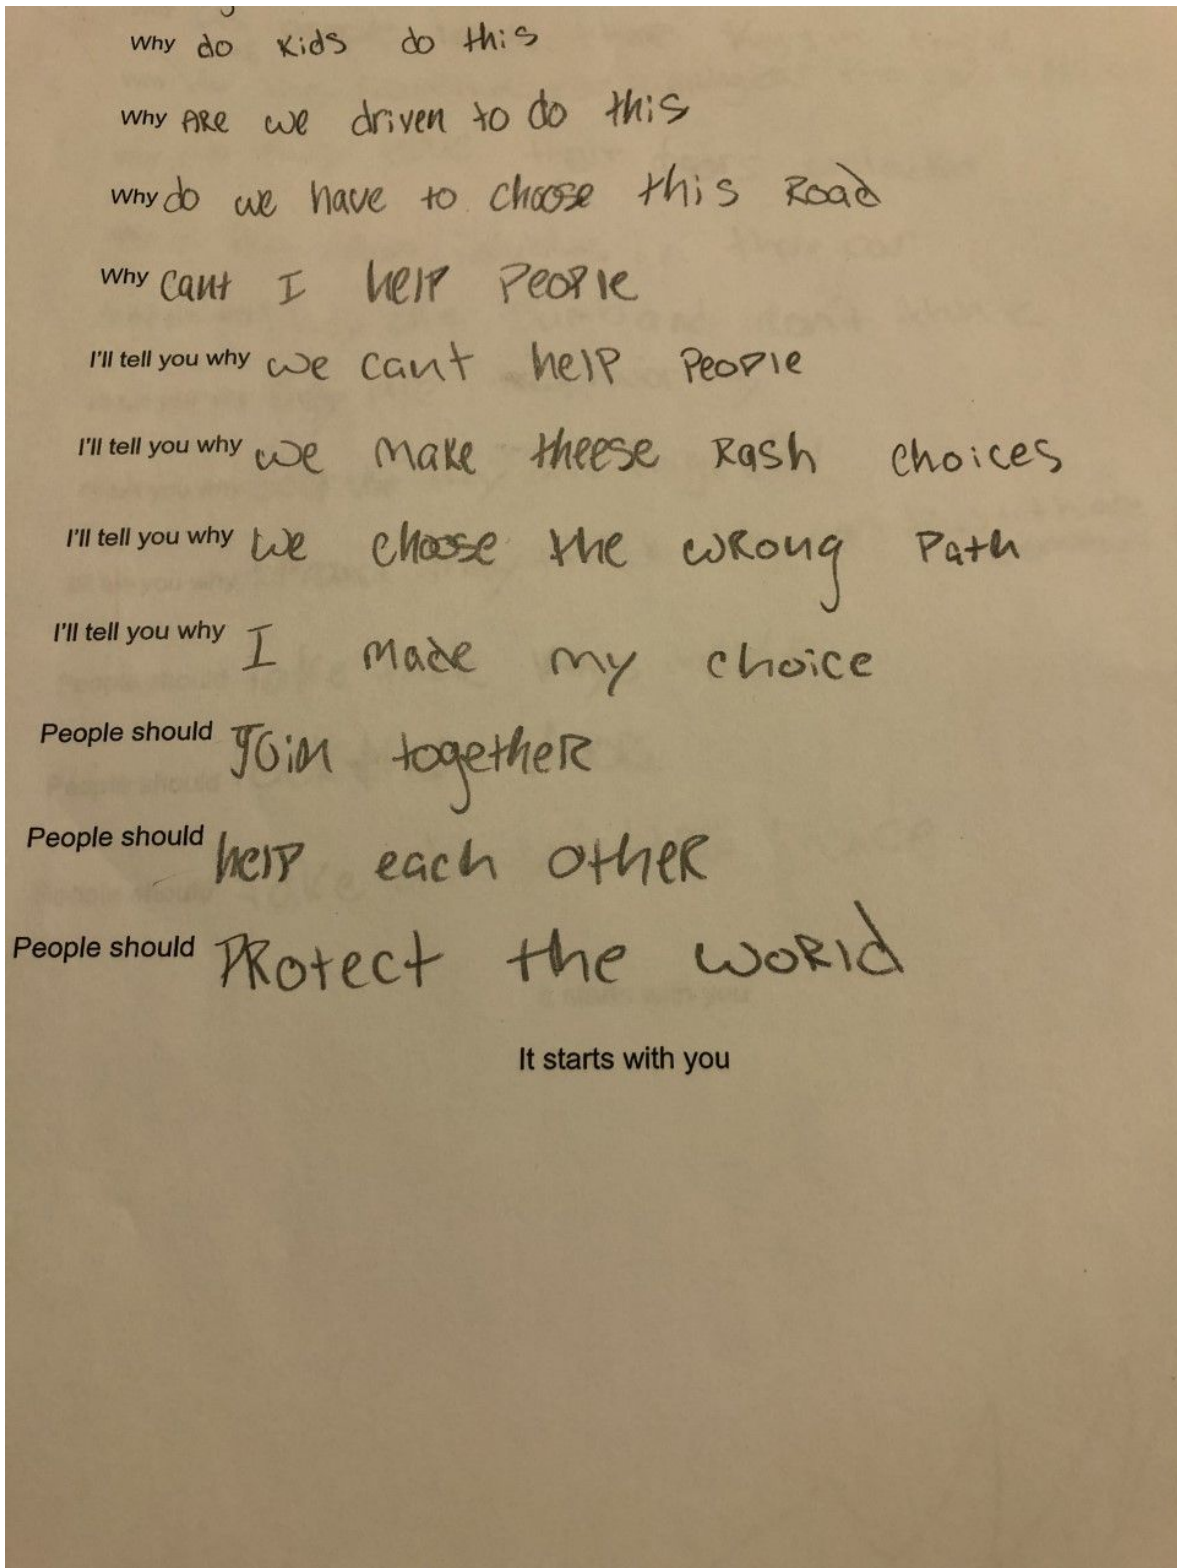 Why do kids do this
Why ARe we driven to do this
Why do we have to choose this Road
Why cant I help People
I'll tell you why we cant help People
I'll tell you why we make theese Rash choices
I'll tell you why we choose the wRong Path
I'll tell you why I made my choice
People should Join togetheR
People should help each otheR
People should PRotect the woRld
It starts with you